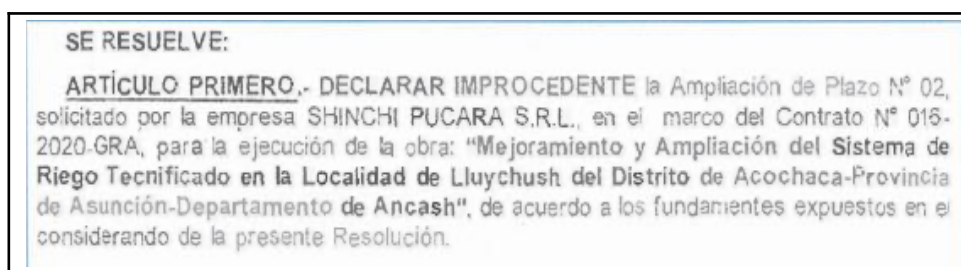 SE RESUELVE:
ARTÍCULO PRIMERO.- DECLARAR IMPROCEDENTE la Ampliación de Plazo N° 02,
solicitado por la empresa SHINCHI PUCARA S.R.L., en el marco del Contrato N° 016-
2020-GRA, para la ejecución de la obra: "Mejoramiento y Ampliación del Sistema de
Riego Tecnificado en la Localidad de Lluychush del Distrito de Acochaca-Provincia
de Asunción-Departamento de Ancash", de acuerdo a los fundamentes expuestos en el
considerando de la presente Resolución.